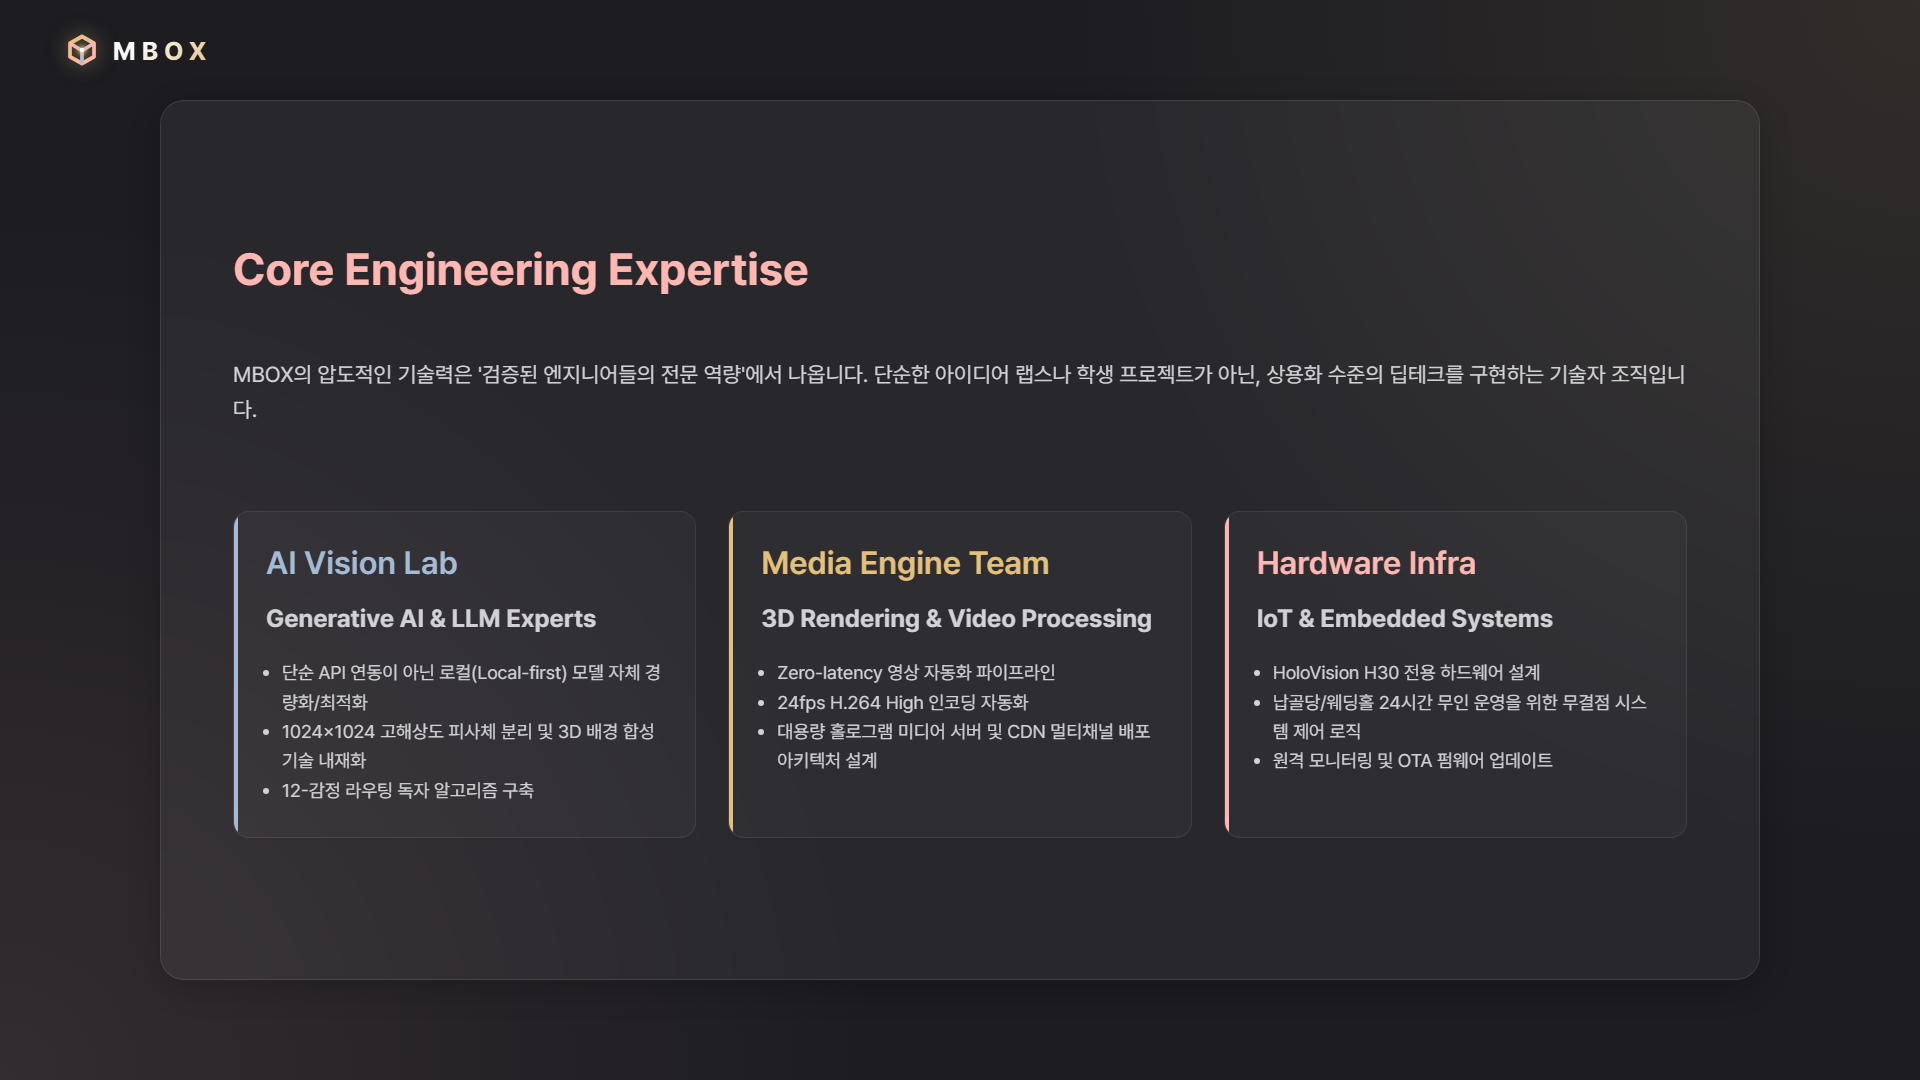 MBOX
Core Engineering Expertise
MBOX의 압도적인 기술력은 '검증된 엔지니어들의 전문 역량'에서 나옵니다. 단순한 아이디어 랩스나 학생 프로젝트가 아닌, 상용화 수준의 딥테크를 구현하는 기술자 조직입니
다.
AI Vision Lab
Generative AI & LLM Experts
• 단순 API 연동이 아닌 로컬(Local-first) 모델 자체 경
량화/최적화
• 1024×1024 고해상도 피사체 분리 및 3D 배경 합성
기술 내재화
• 12-감정 라우팅 독자 알고리즘 구축
Media Engine Team
3D Rendering & Video Processing
• Zero-latency 영상 자동화 파이프라인
• 24fps H.264 High 인코딩 자동화
• 대용량 홀로그램 미디어 서버 및 CDN 멀티채널 배포
아키텍처 설계
Hardware Infra
IoT & Embedded Systems
• HoloVision H30 전용 하드웨어 설계
• 납골당/웨딩홀 24시간 무인 운영을 위한 무결점 시스
템 제어 로직
• 원격 모니터링 및 OTA 펌웨어 업데이트